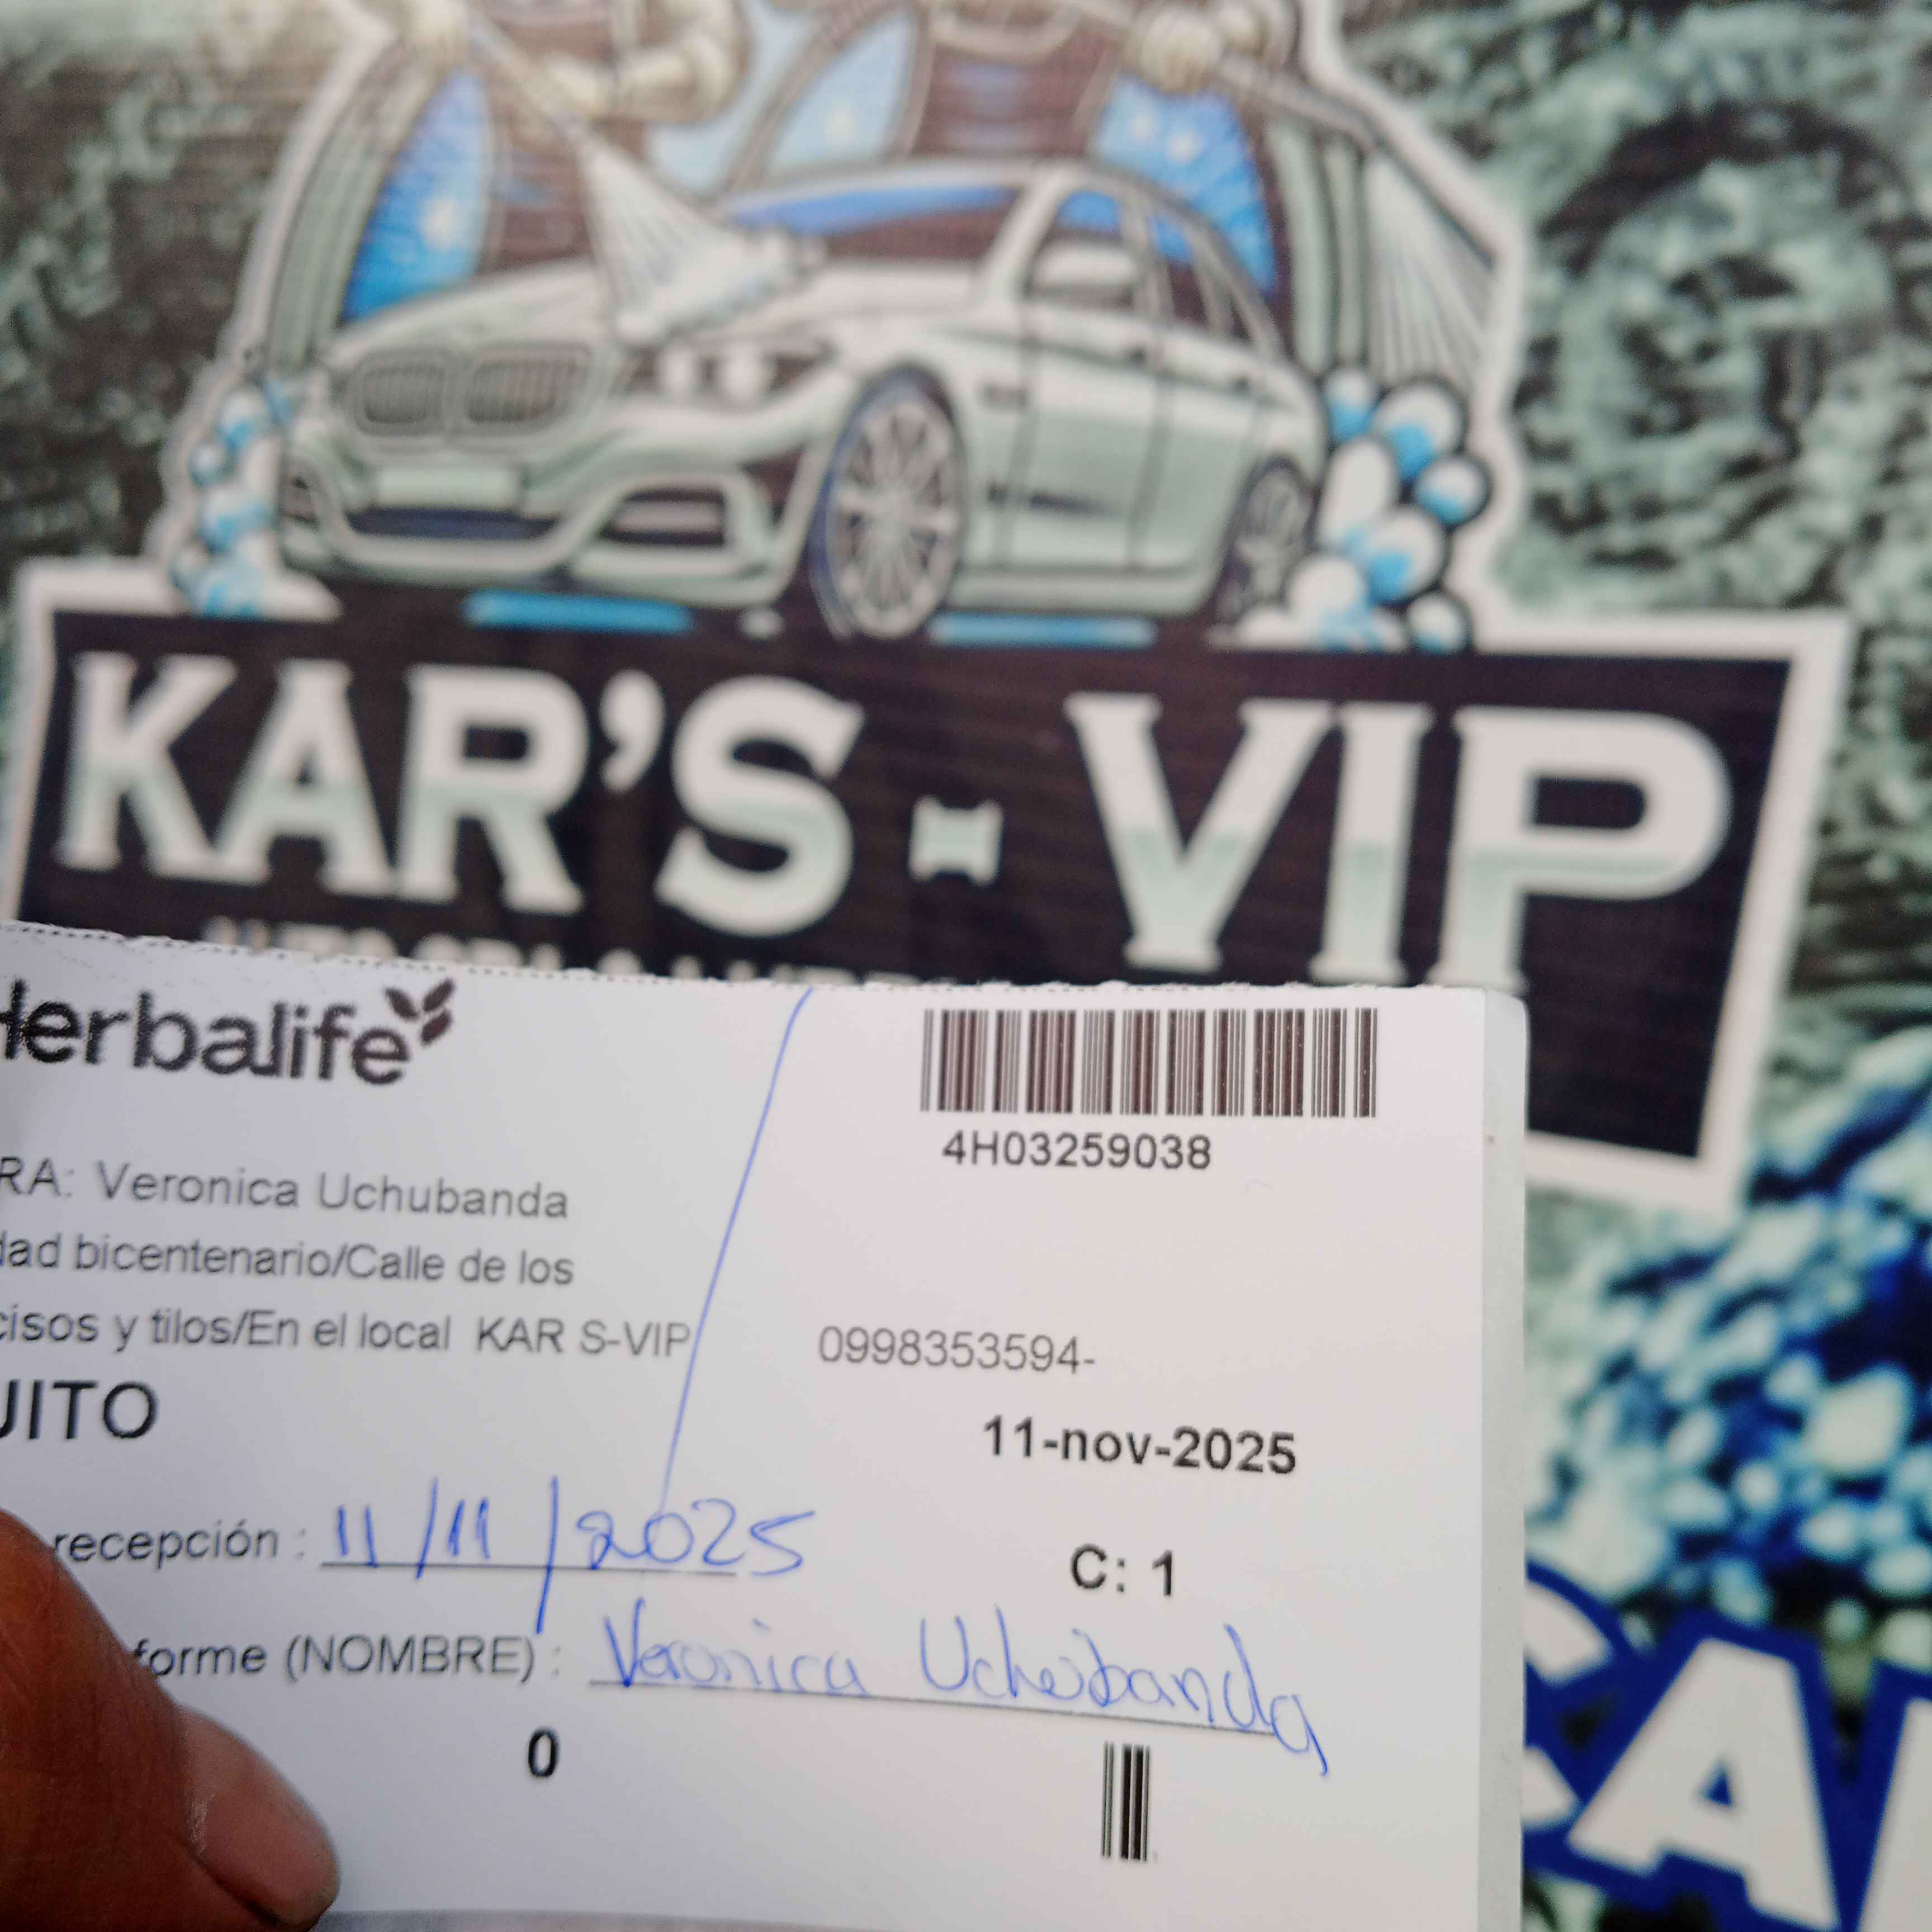 KAR'S - VIP
Herbalife
4H03259038
RA: Veronica Uchubanda
dad bicentenario/Calle de los
cisos y tilos/En el local KAR S-VIP
0998353594-
UITO
11-nov-2025
recepción : 11/11/2025
C: 1
forme (NOMBRE) : Veronica Uchubanda
0
CA